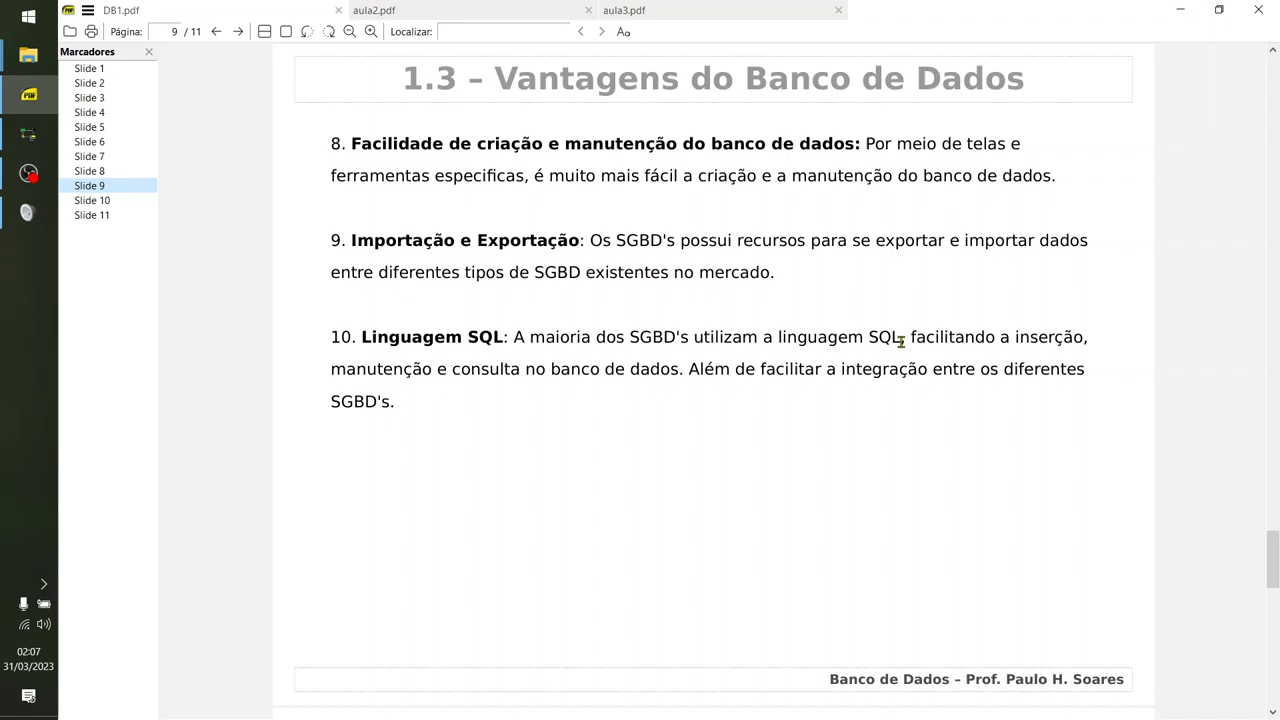 DB1.pdf
aula2.pdf
aula3.pdf
Página: 9 / 11
Localizar:
Aa
Marcadores
Slide 1
Slide 2
Slide 3
Slide 4
Slide 5
Slide 6
Slide 7
Slide 8
Slide 9
Slide 10
Slide 11
1.3 – Vantagens do Banco de Dados
8. Facilidade de criação e manutenção do banco de dados: Por meio de telas e
ferramentas especificas, é muito mais fácil a criação e a manutenção do banco de dados.
9. Importação e Exportação: Os SGBD's possui recursos para se exportar e importar dados
entre diferentes tipos de SGBD existentes no mercado.
10. Linguagem SQL: A maioria dos SGBD's utilizam a linguagem SQL, facilitando a inserção,
manutenção e consulta no banco de dados. Além de facilitar a integração entre os diferentes
SGBD's.
Banco de Dados – Prof. Paulo H. Soares
02:07
31/03/2023